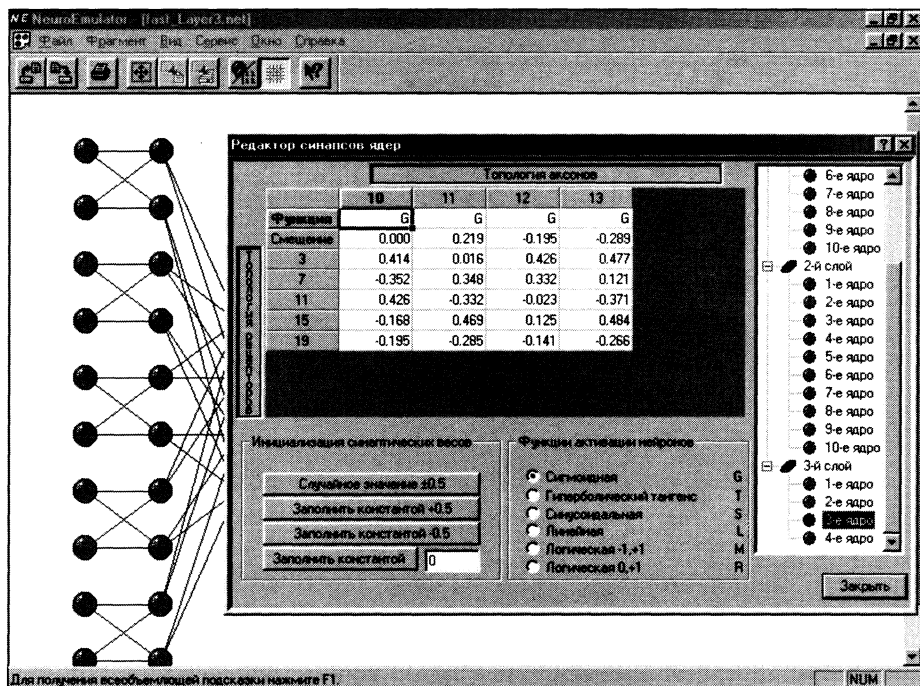 NeuroEmulator - [fast_Layer3.net]
Файл Фрагмент Вид Сервис Окно Справка
Редактор синапсов ядер
Топология аксонов
10 11 12 13
Функция G G G G
Смещение 0.000 0.219 -0.195 -0.289
3 0.414 0.016 0.426 0.477
7 -0.352 0.348 0.332 0.121
11 0.426 -0.332 -0.023 -0.371
15 -0.168 0.469 0.125 0.484
19 -0.195 -0.285 -0.141 -0.266
6-е ядро
7-е ядро
8-е ядро
9-е ядро
10-е ядро
2-й слой
1-е ядро
2-е ядро
3-е ядро
4-е ядро
5-е ядро
6-е ядро
7-е ядро
8-е ядро
9-е ядро
10-е ядро
3-й слой
1-е ядро
2-е ядро
3-е ядро
4-е ядро
Инициализация синаптических весов
Случайное значение ±0.5
Заполнить константой +0.5
Заполнить константой -0.5
Заполнить константой 0
Функции активации нейронов
Сигмоидная G
Гиперболический тангенс T
Синусоидальная S
Линейная L
Логическая -1,+1 M
Логическая 0,+1 R
Закрыть
Для получения всеобъемлющей подсказки нажмите F1.
NUM